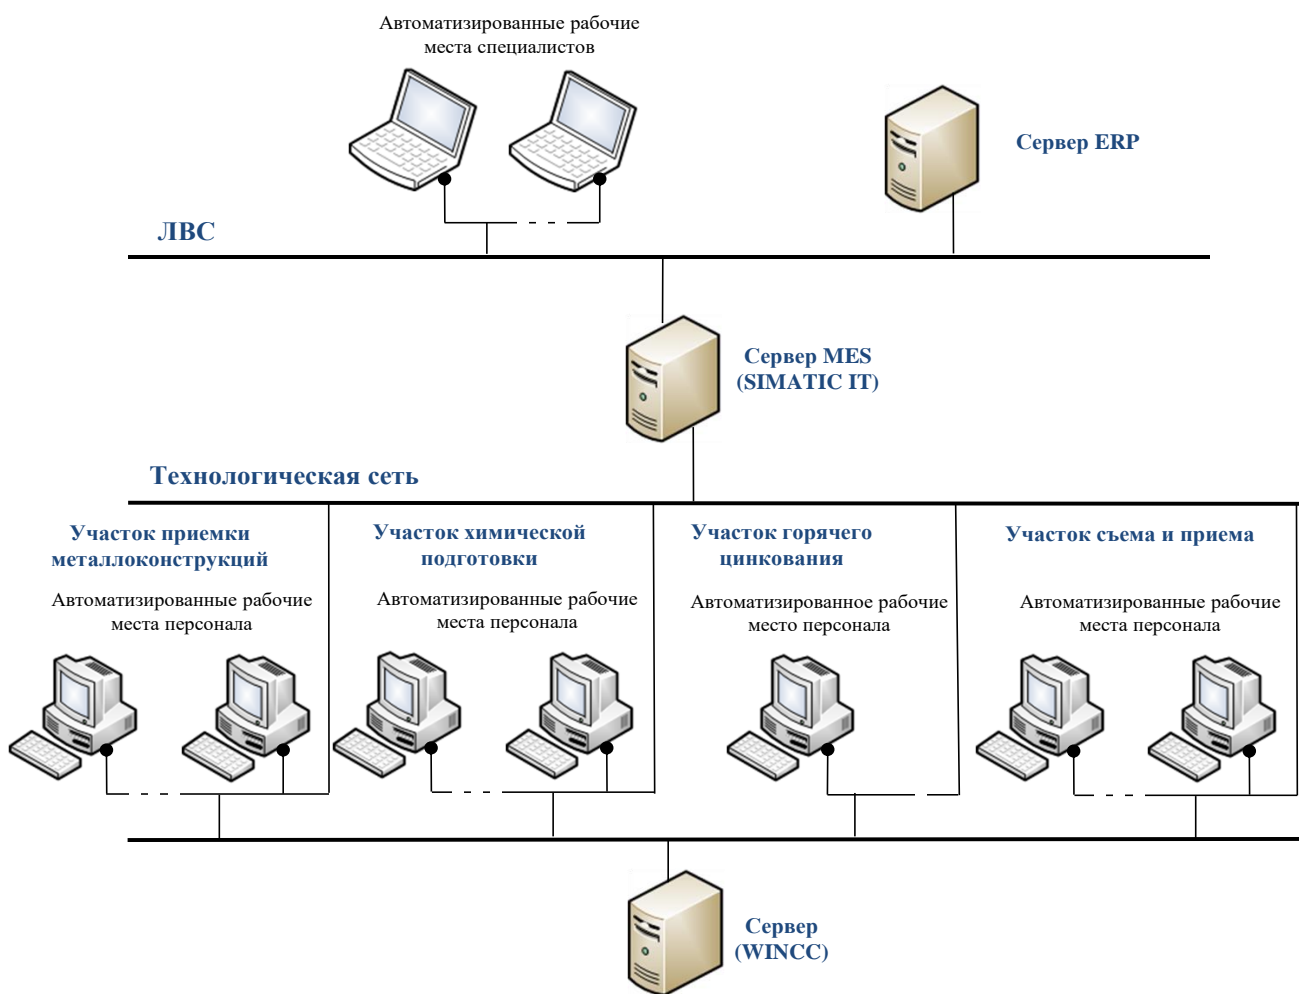 Автоматизированные рабочие
места специалистов
Сервер ERP
ЛВС
Сервер MES
(SIMATIC IT)
Технологическая сеть
Участок приемки
металлоконструкций
Автоматизированные рабочие
места персонала
Участок химической
подготовки
Автоматизированные рабочие
места персонала
Участок горячего
цинкования
Автоматизированное рабочие
место персонала
Участок съема и приема
Автоматизированные рабочие
места персонала
Сервер
(WINCC)